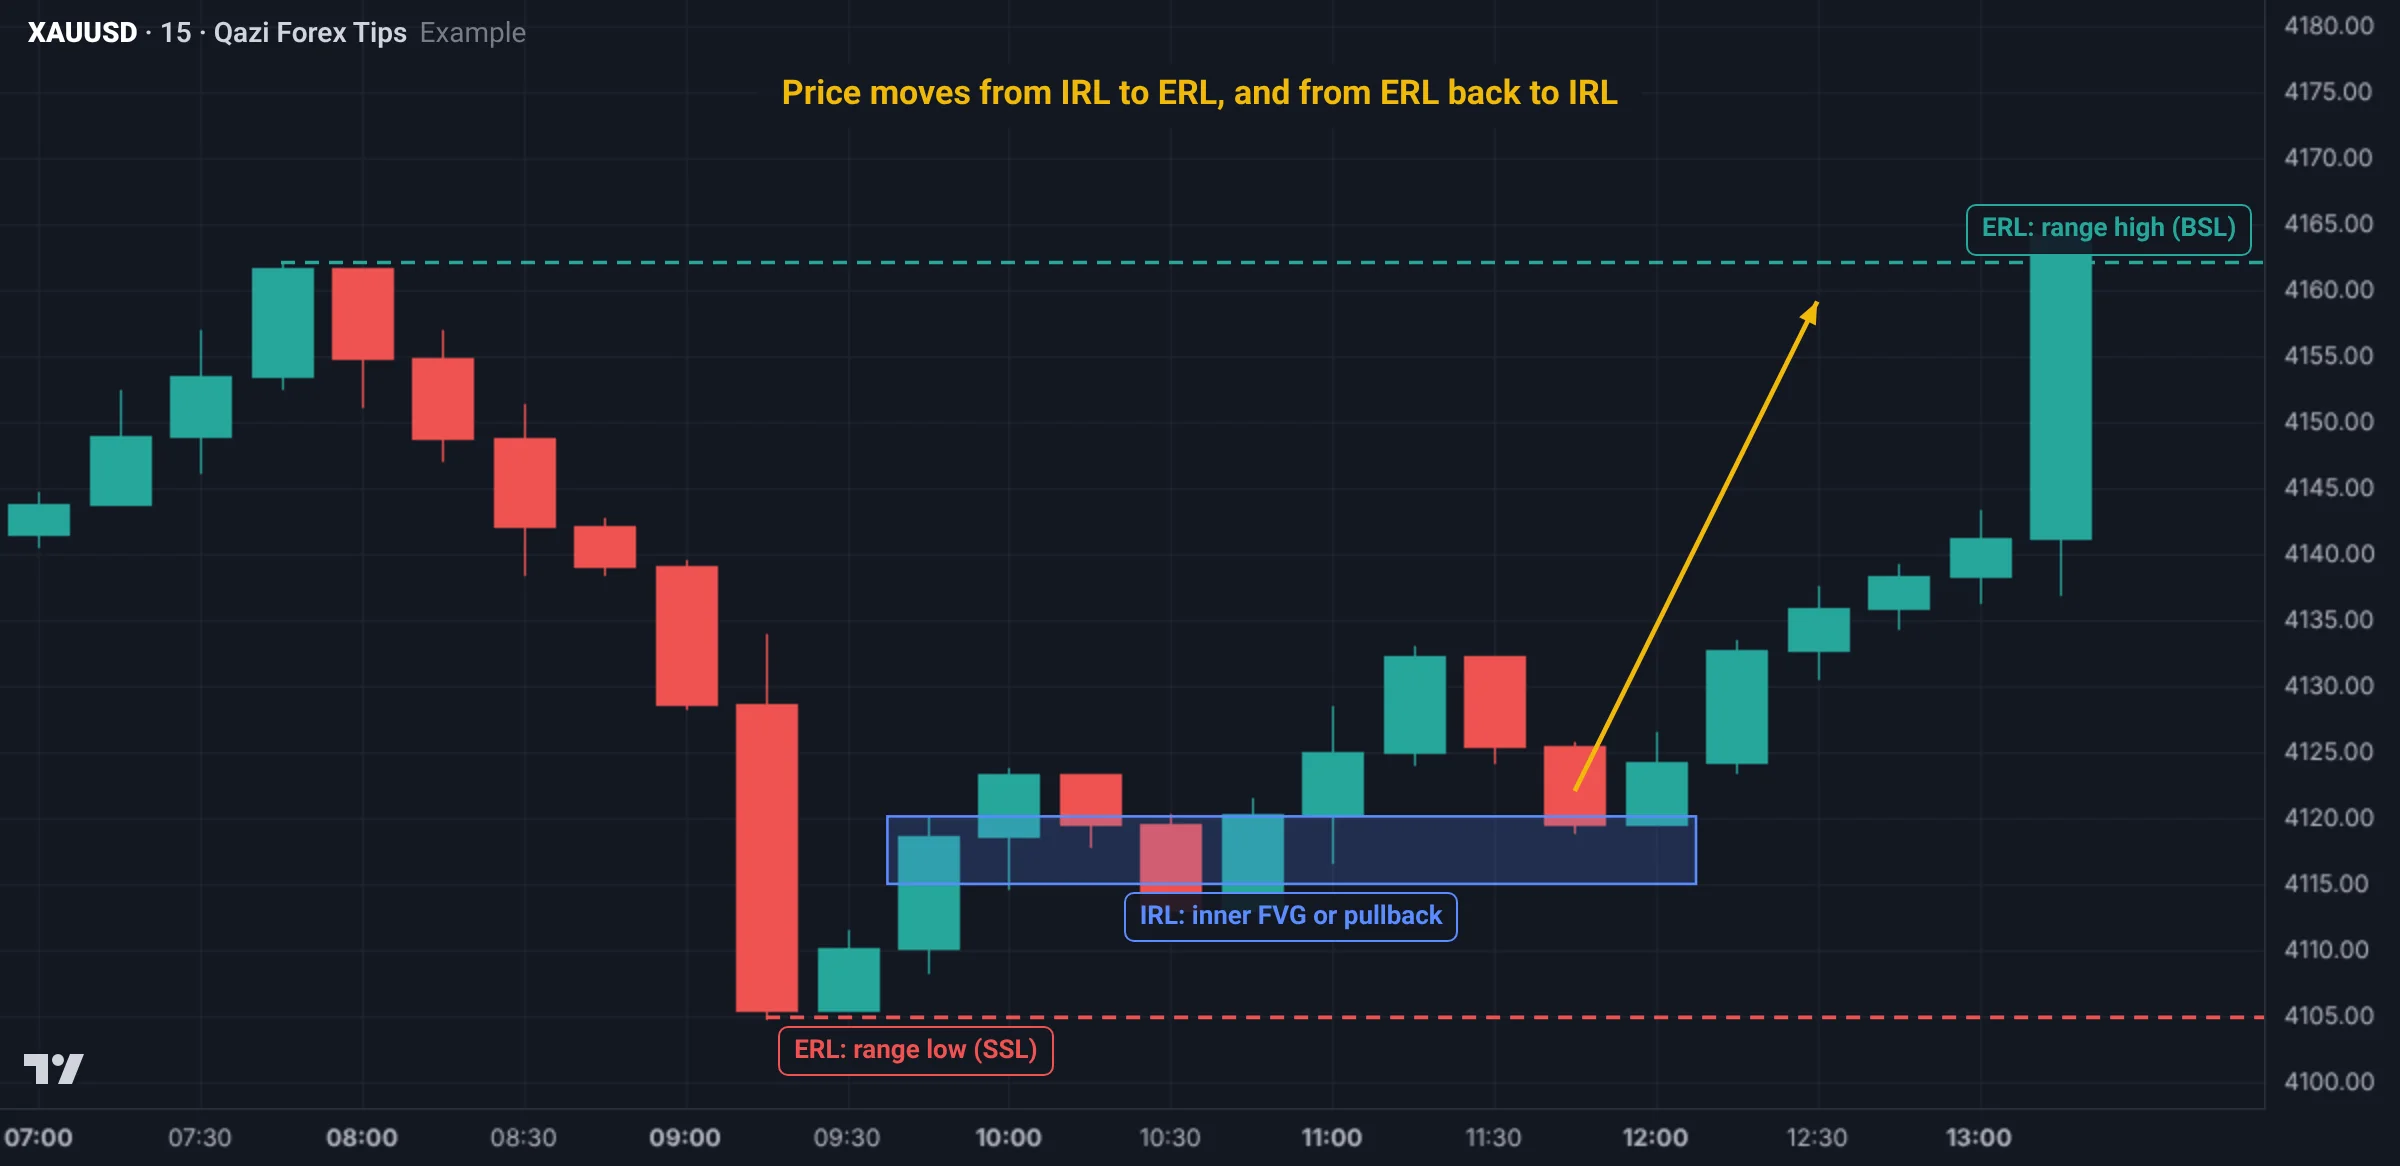 XAUUSD · 15 · Qazi Forex Tips Example
Price moves from IRL to ERL, and from ERL back to IRL
ERL: range high (BSL)
IRL: inner FVG or pullback
ERL: range low (SSL)
4180.00
4175.00
4170.00
4165.00
4160.00
4155.00
4150.00
4145.00
4140.00
4135.00
4130.00
4125.00
4120.00
4115.00
4110.00
4105.00
4100.00
07:00 07:30 08:00 08:30 09:00 09:30 10:00 10:30 11:00 11:30 12:00 12:30 13:00